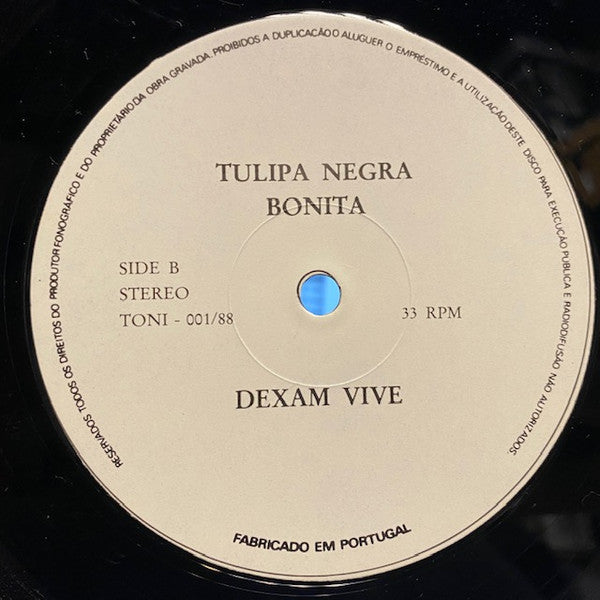 RESERVADOS TODOS OS DIREITOS DO PRODUTOR FONOGRÁFICO E DO PROPRIETÁRIO DA OBRA GRAVADA. PROIBIDOS A DUPLICAÇÃO O ALUGUER O EMPRÉSTIMO E A UTILIZAÇÃO DESTE DISCO PARA EXECUÇÃO PÚBLICA E RADIODIFUSÃO NÃO AUTORIZADOS.
TULIPA NEGRA
BONITA
SIDE B
STEREO
TONI - 001/88
33 RPM
DEXAM VIVE
FABRICADO EM PORTUGAL